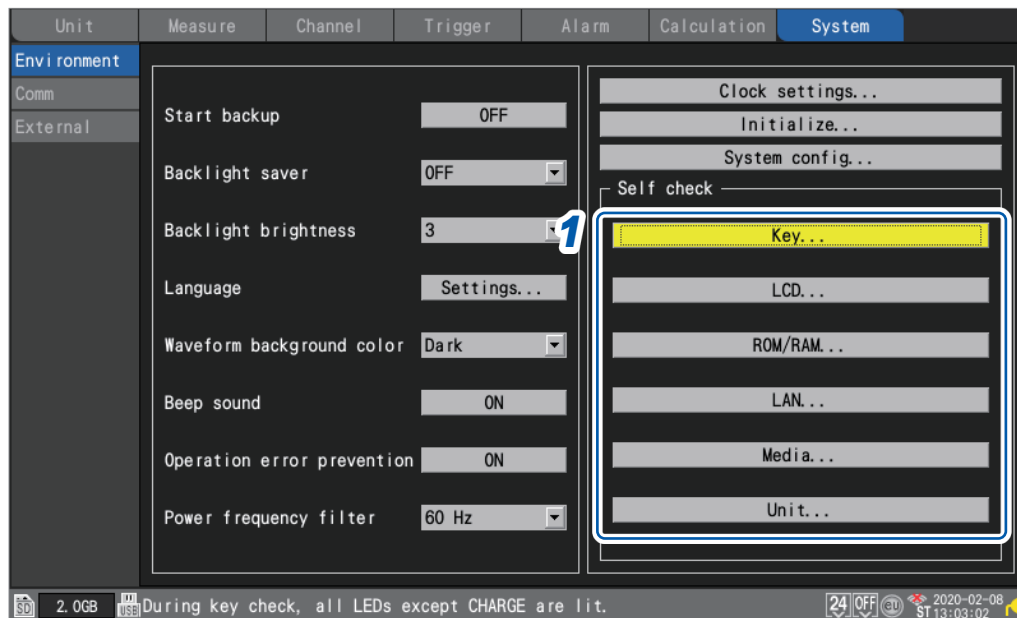 Unit Measure Channel Trigger Alarm Calculation System
Environment
Comm
External
Start backup OFF
Backlight saver OFF
Backlight brightness 3
Language Settings...
Waveform background color Dark
Beep sound ON
Operation error prevention ON
Power frequency filter 60 Hz
Clock settings...
Initialize...
System config...
Self check
1
Key...
LCD...
ROM/RAM...
LAN...
Media...
Unit...
SD 2.0GB USB During key check, all LEDs except CHARGE are lit. 24 OFF eU ST 2020-02-08
13:03:02